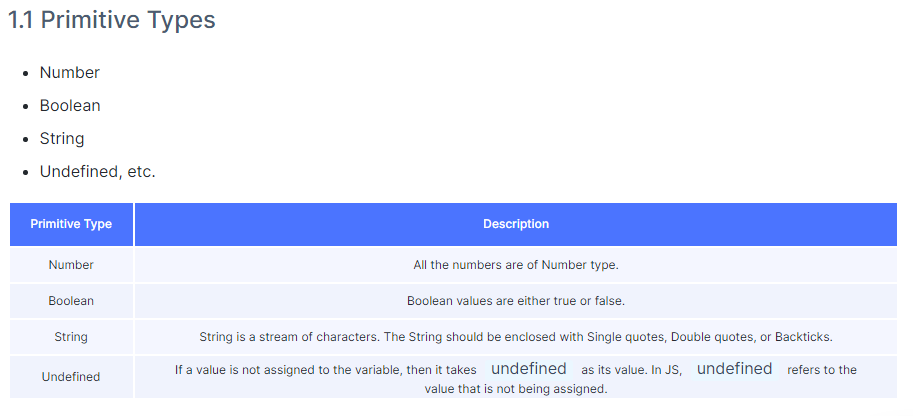 1.1 Primitive Types
Number
Boolean
String
Undefined, etc.
Primitive Type Description
Number All the numbers are of Number type.
Boolean Boolean values are either true or false.
String String is a stream of characters. The String should be enclosed with Single quotes, Double quotes, or Backticks.
Undefined If a value is not assigned to the variable, then it takes undefined as its value. In JS, undefined refers to the
value that is not being assigned.